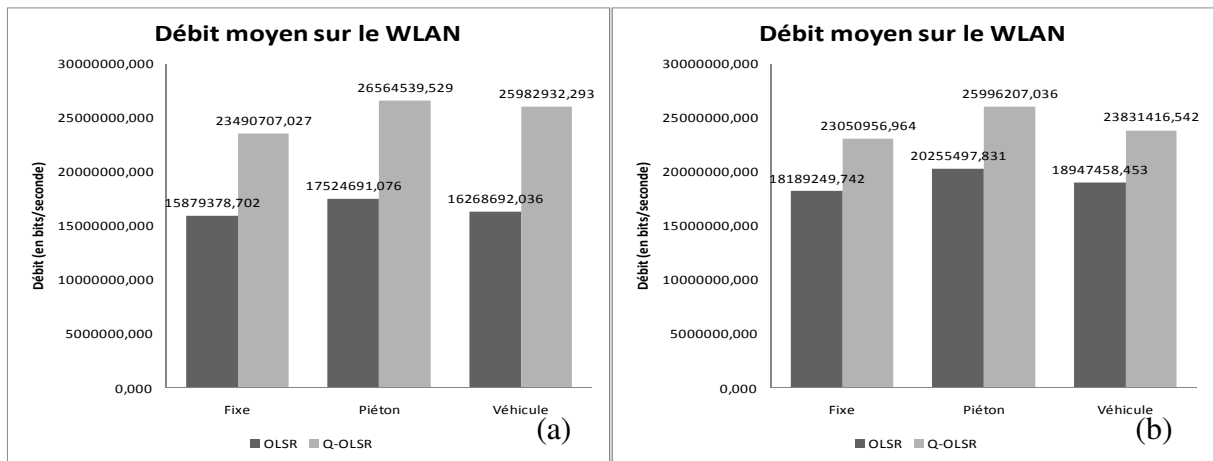 Débit moyen sur le WLAN
Débit (en bits/seconde)
30000000,000
25000000,000
20000000,000
15000000,000
10000000,000
5000000,000
0,000
15879378,702
23490707,027
17524691,076
26564539,529
16268692,036
25982932,293
Fixe
Piéton
Véhicule
OLSR
Q-OLSR
(a)
Débit moyen sur le WLAN
Débit (en bits/seconde)
30000000,000
25000000,000
20000000,000
15000000,000
10000000,000
5000000,000
0,000
18189249,742
23050956,964
20255497,831
25996207,036
18947458,453
23831416,542
Fixe
Piéton
Véhicule
OLSR
Q-OLSR
(b)